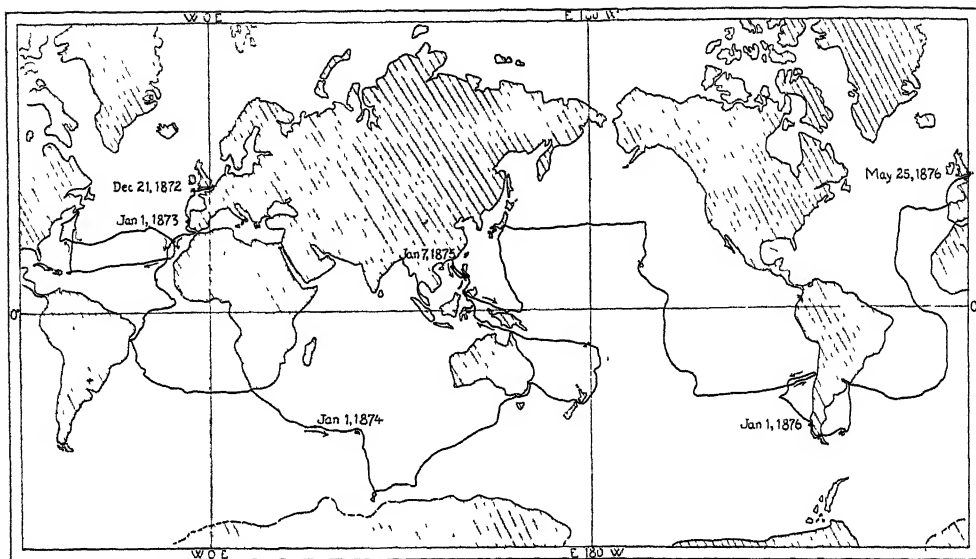 W O E
E 180 W
Dec 21, 1872
May 25, 1876
Jan 1, 1873
Jan 7, 1875
0°
0
Jan 1, 1874
Jan 1, 1876
W O E
E 180 W